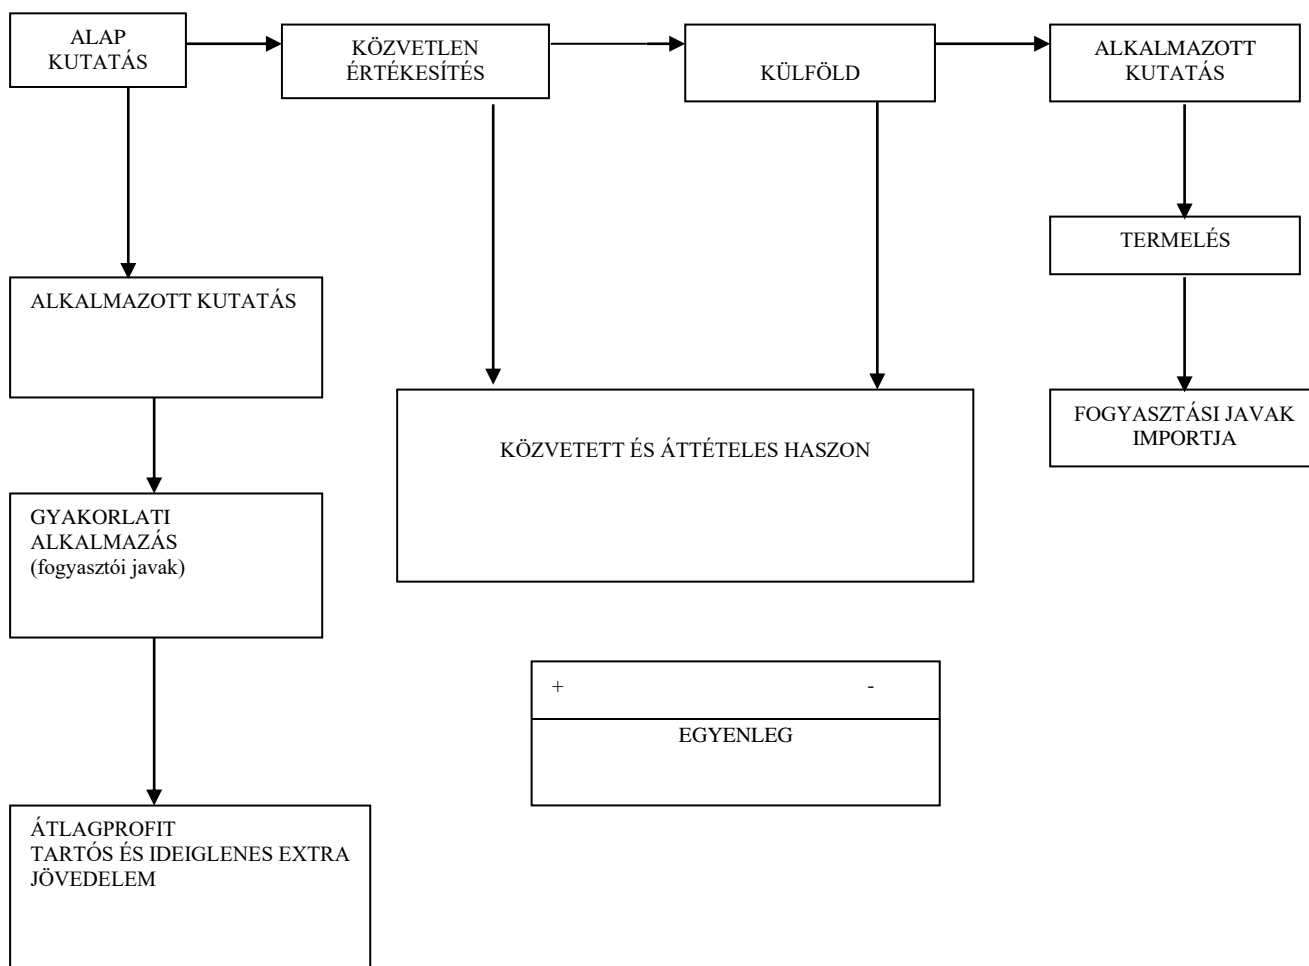 ALAP
KUTATÁS
KÖZVETLEN
ÉRTÉKESÍTÉS
KÜLFÖLD
ALKALMAZOTT
KUTATÁS
TERMELÉS
ALKALMAZOTT KUTATÁS
FOGYASZTÁSI JAVAK
IMPORTJA
KÖZVETETT ÉS ÁTTÉTELES HASZON
GYAKORLATI
ALKALMAZÁS
(fogyasztói javak)
+ -
EGYENLEG
ÁTLAGPROFIT
TARTÓS ÉS IDEIGLENES EXTRA
JÖVEDELEM